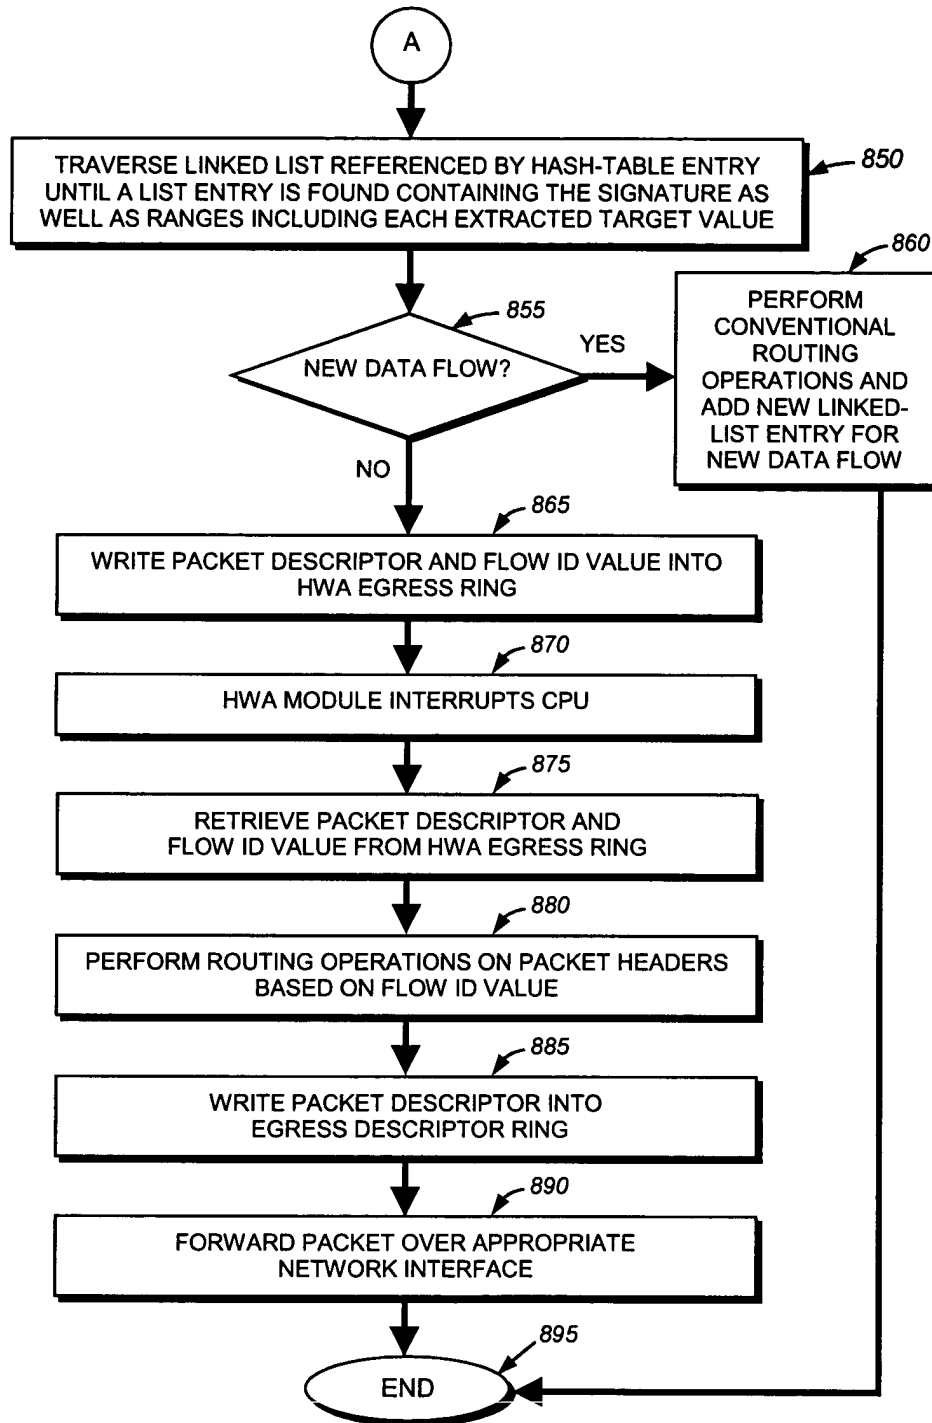 A
TRAVERSE LINKED LIST REFERENCED BY HASH-TABLE ENTRY
UNTIL A LIST ENTRY IS FOUND CONTAINING THE SIGNATURE AS
WELL AS RANGES INCLUDING EACH EXTRACTED TARGET VALUE
850
855
NEW DATA FLOW?
YES
NO
860
PERFORM
CONVENTIONAL
ROUTING
OPERATIONS AND
ADD NEW LINKED-
LIST ENTRY FOR
NEW DATA FLOW
865
WRITE PACKET DESCRIPTOR AND FLOW ID VALUE INTO
HWA EGRESS RING
870
HWA MODULE INTERRUPTS CPU
875
RETRIEVE PACKET DESCRIPTOR AND
FLOW ID VALUE FROM HWA EGRESS RING
880
PERFORM ROUTING OPERATIONS ON PACKET HEADERS
BASED ON FLOW ID VALUE
885
WRITE PACKET DESCRIPTOR INTO
EGRESS DESCRIPTOR RING
890
FORWARD PACKET OVER APPROPRIATE
NETWORK INTERFACE
895
END